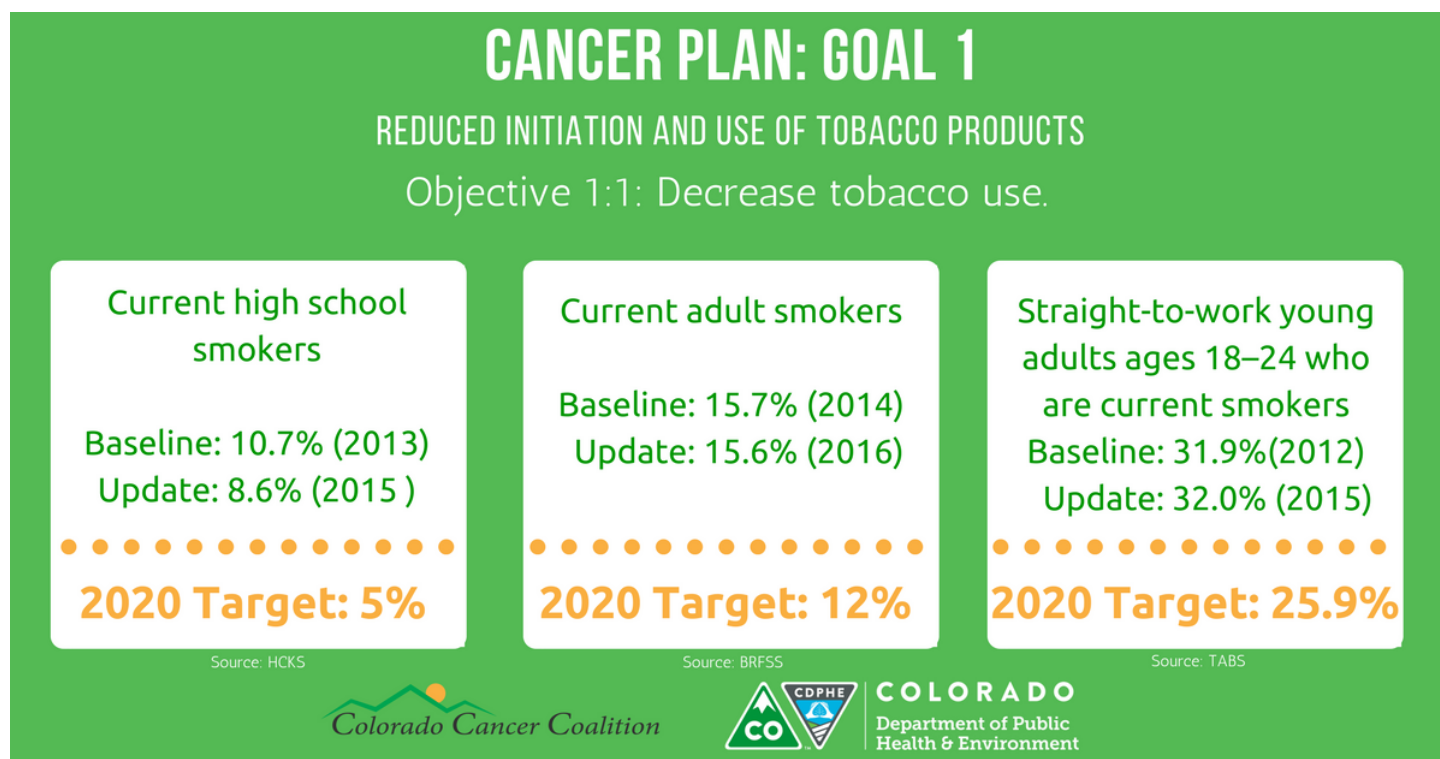 CANCER PLAN: GOAL 1
REDUCED INITIATION AND USE OF TOBACCO PRODUCTS
Objective 1:1: Decrease tobacco use.
Current high school
smokers
Baseline: 10.7% (2013)
Update: 8.6% (2015 )
2020 Target: 5%
Source: HCKS
Current adult smokers
Baseline: 15.7% (2014)
Update: 15.6% (2016)
2020 Target: 12%
Source: BRFSS
Straight-to-work young
adults ages 18–24 who
are current smokers
Baseline: 31.9%(2012)
Update: 32.0% (2015)
2020 Target: 25.9%
Source: TABS
Colorado Cancer Coalition
CO
TM
CDPHE
COLORADO
Department of Public
Health & Environment